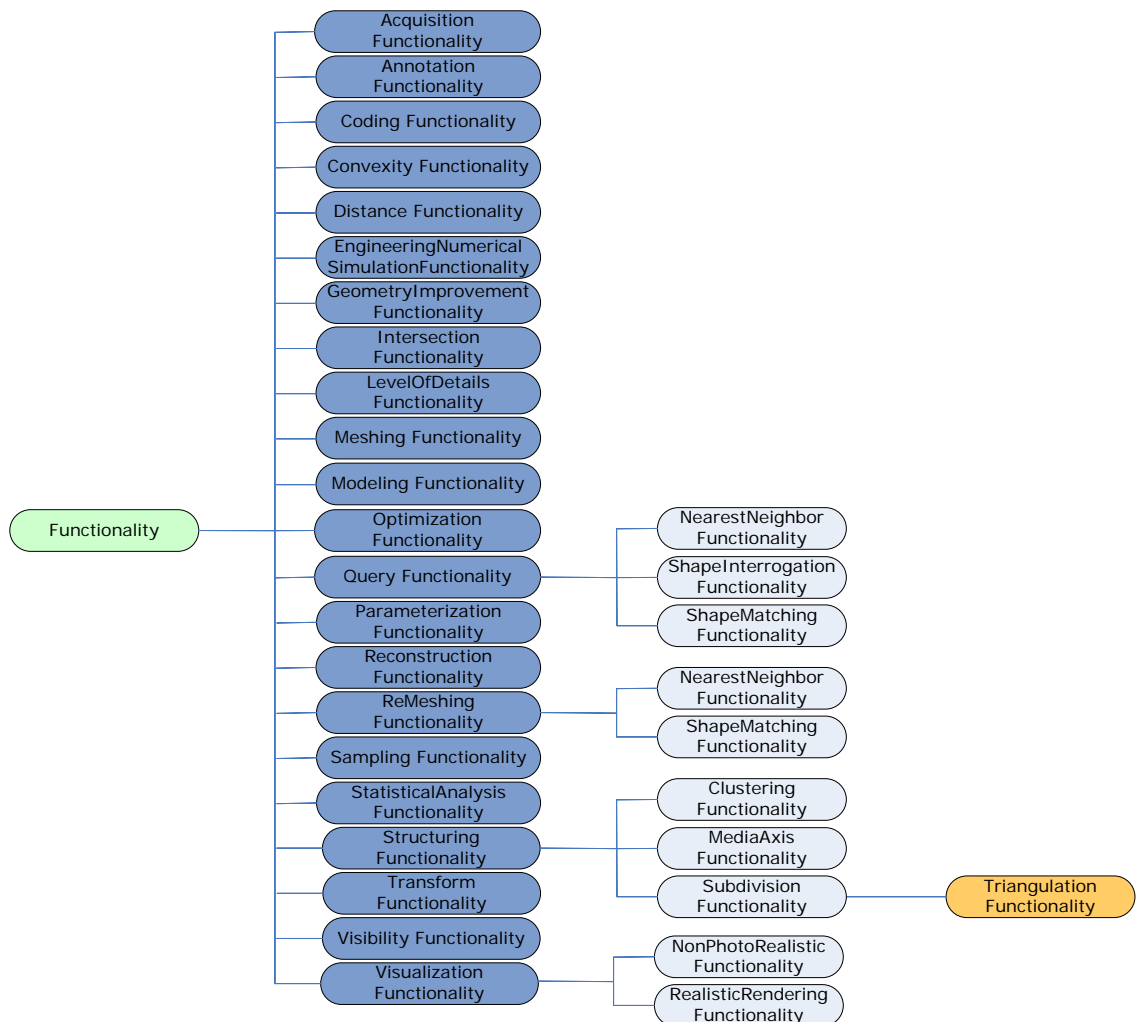 Acquisition
Functionality
Annotation
Functionality
Coding Functionality
Convexity Functionality
Distance Functionality
EngineeringNumerical
SimulationFunctionality
GeometryImprovement
Functionality
Intersection
Functionality
LevelOfDetails
Functionality
Meshing Functionality
Modeling Functionality
Functionality
Optimization
Functionality
Query Functionality
Parameterization
Functionality
Reconstruction
Functionality
ReMeshing
Functionality
Sampling Functionality
StatisticalAnalysis
Functionality
Structuring
Functionality
Transform
Functionality
Visibility Functionality
Visualization
Functionality
NearestNeighbor
Functionality
ShapeInterrogation
Functionality
ShapeMatching
Functionality
NearestNeighbor
Functionality
ShapeMatching
Functionality
Clustering
Functionality
MediaAxis
Functionality
Subdivision
Functionality
Triangulation
Functionality
NonPhotoRealistic
Functionality
RealisticRendering
Functionality